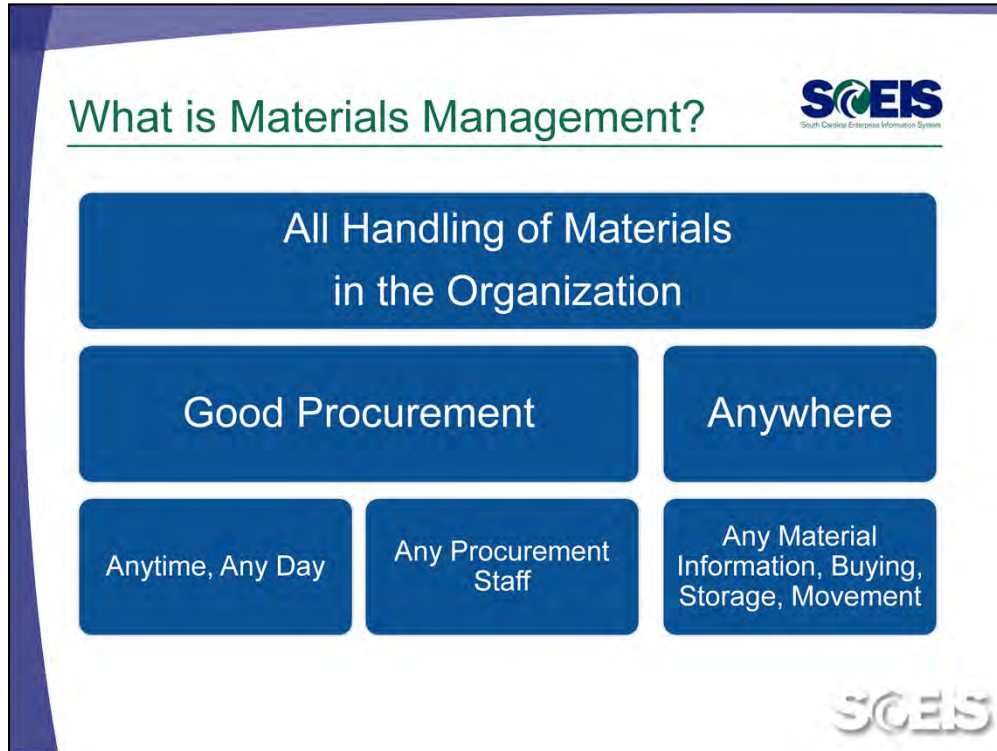 What is Materials Management?
SCEIS
South Carolina Enterprise Information System
All Handling of Materials
in the Organization
Good Procurement
Anywhere
Anytime, Any Day
Any Procurement
Staff
Any Material
Information, Buying,
Storage, Movement
SCEIS